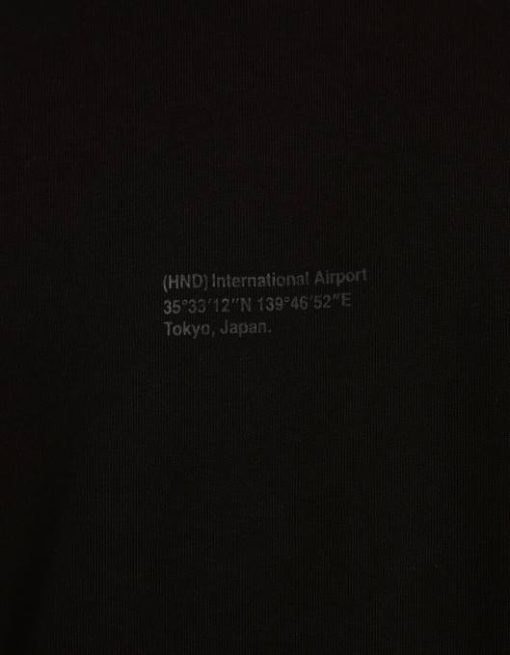 (HND) International Airport
35°33'12"N 139°46'52"E
Tokyo, Japan.